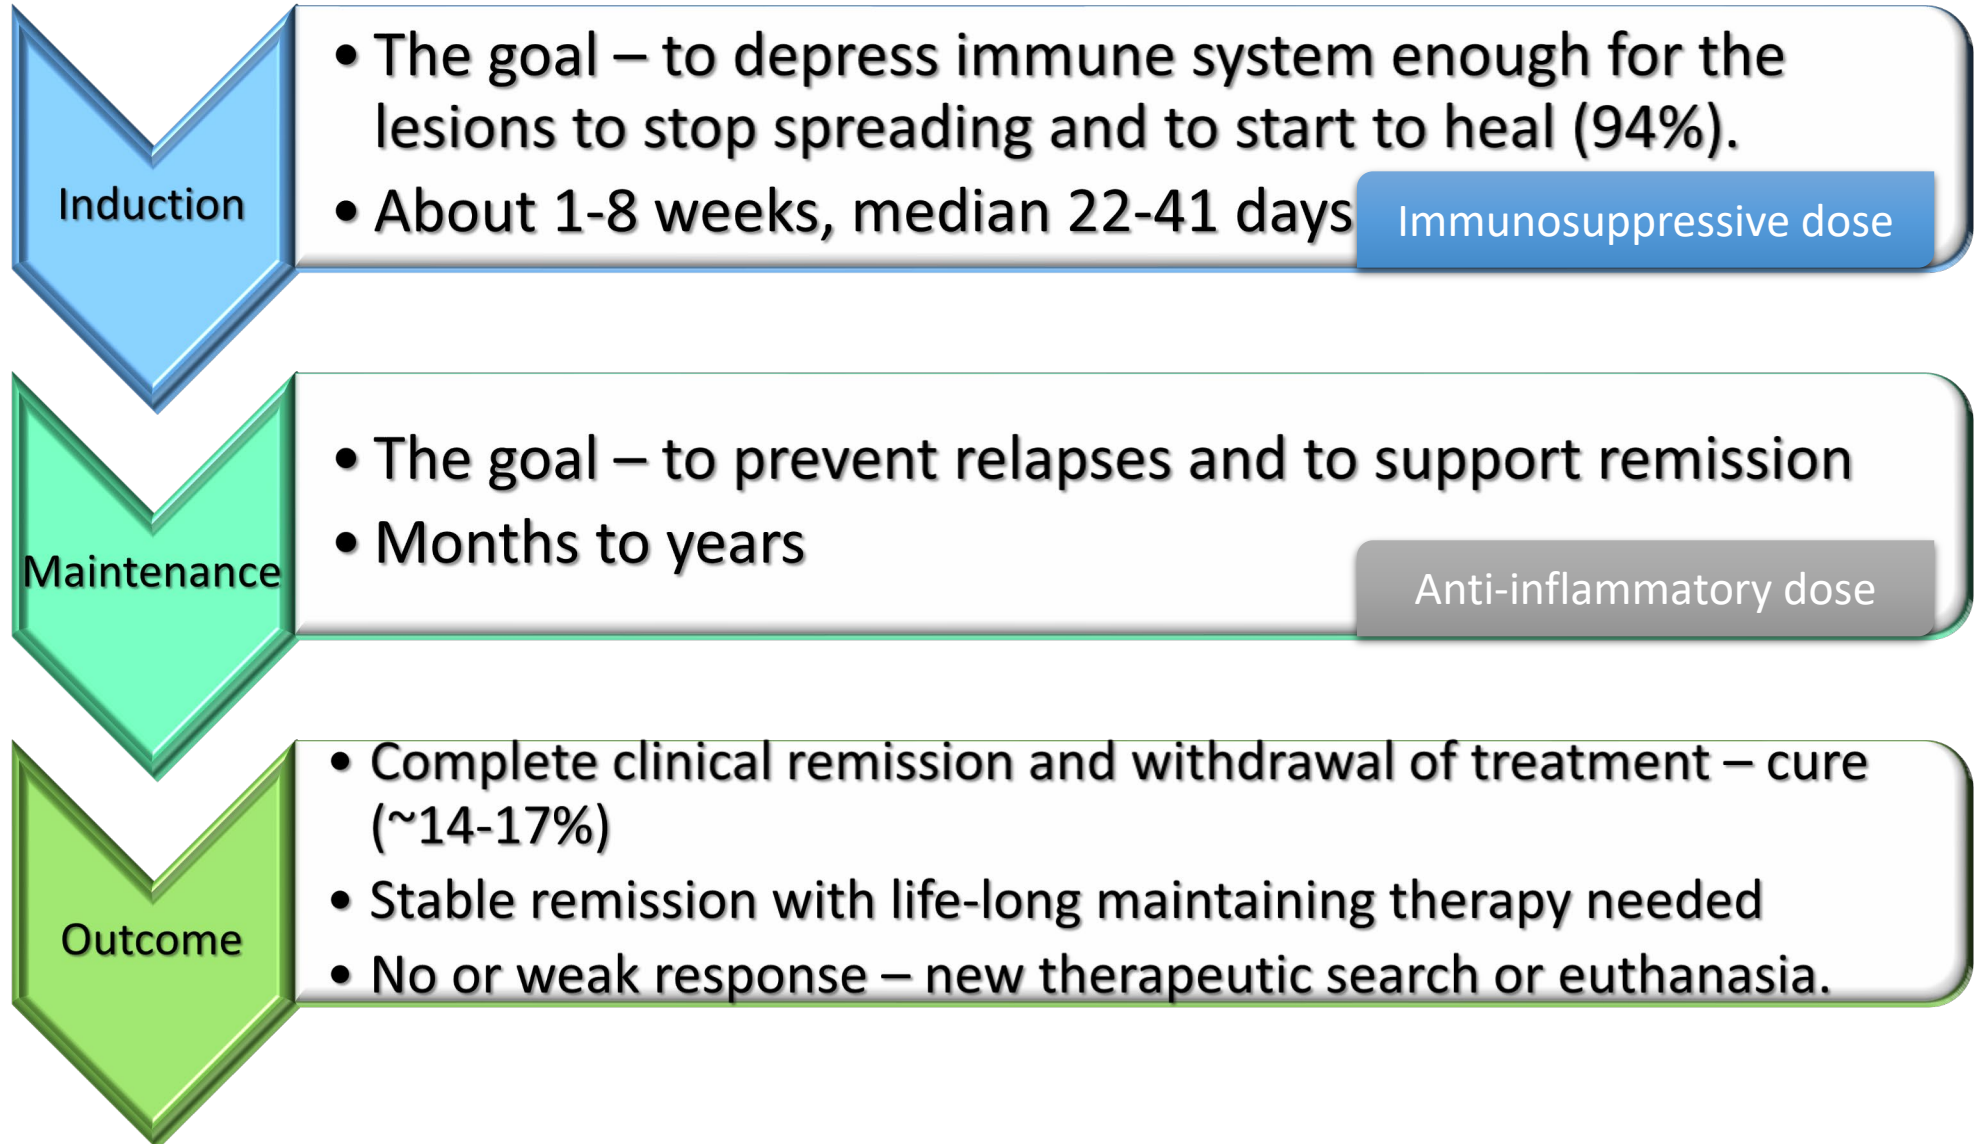 Induction
• The goal – to depress immune system enough for the
lesions to stop spreading and to start to heal (94%).
• About 1-8 weeks, median 22-41 days
Immunosuppressive dose
Maintenance
• The goal – to prevent relapses and to support remission
• Months to years
Anti-inflammatory dose
Outcome
• Complete clinical remission and withdrawal of treatment – cure
(~14-17%)
• Stable remission with life-long maintaining therapy needed
• No or weak response – new therapeutic search or euthanasia.